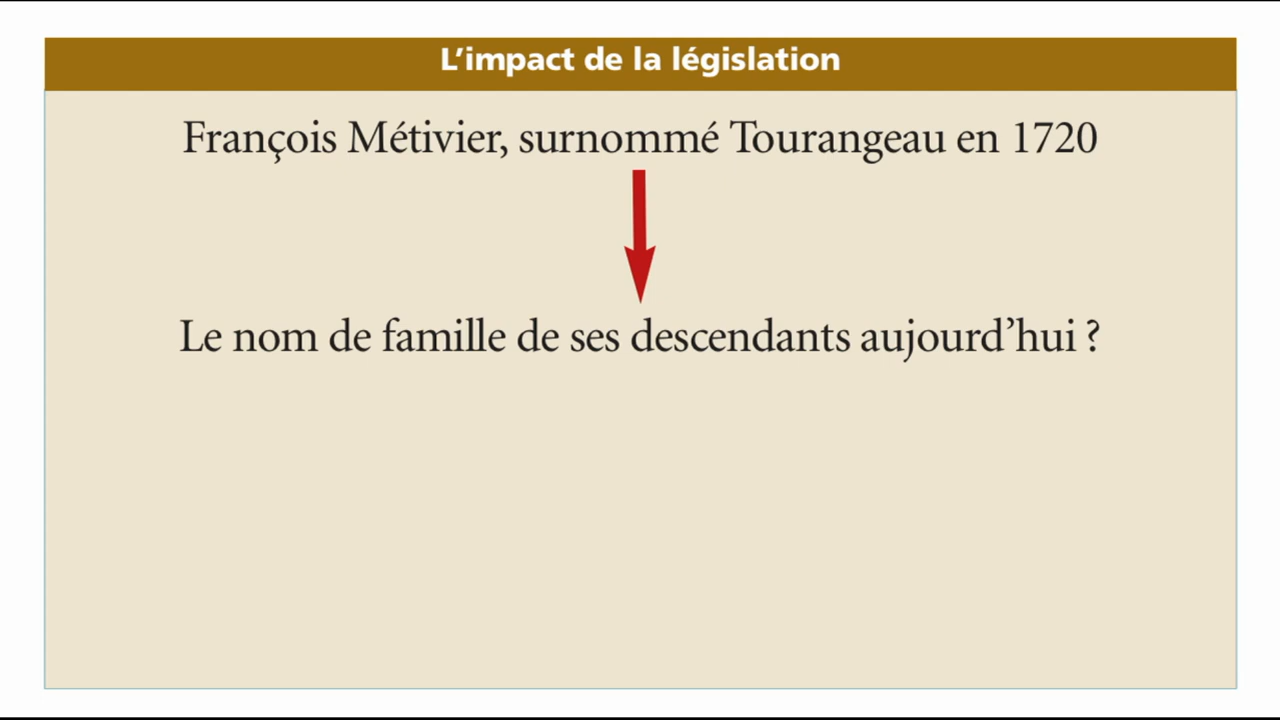 L’impact de la législation
François Métivier, surnommé Tourangeau en 1720
Le nom de famille de ses descendants aujourd’hui ?